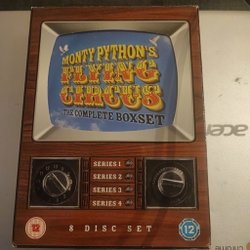 MONTY PYTHON'S
FLYING
CIRCUS
THE COMPLETE BOXSET
SERIES 1
SERIES 2
SERIES 3
SERIES 4
12
8 DISC SET
12
acer